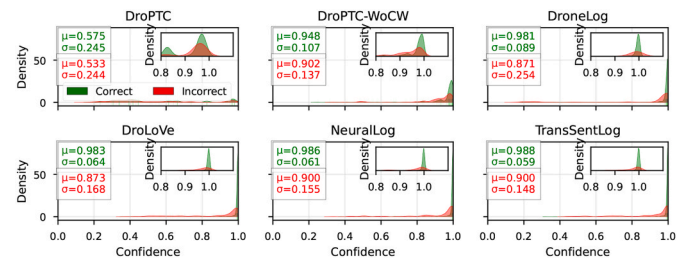 DroPTC
DroPTC-WoCW
DroneLog
Density
50
0
μ=0.575
σ=0.245
μ=0.533
σ=0.244
Correct
Incorrect
Density
0.8 0.9 1.0
μ=0.948
σ=0.107
μ=0.902
σ=0.137
Density
0.8 0.9 1.0
μ=0.981
σ=0.089
μ=0.871
σ=0.254
Density
0.8 0.9 1.0
DroLoVe
NeuralLog
TransSentLog
Density
50
0
μ=0.983
σ=0.064
μ=0.873
σ=0.168
Density
0.8 0.9 1.0
μ=0.986
σ=0.061
μ=0.900
σ=0.155
Density
0.8 0.9 1.0
μ=0.988
σ=0.059
μ=0.900
σ=0.148
Density
0.8 0.9 1.0
0.0 0.2 0.4 0.6 0.8 1.0
0.0 0.2 0.4 0.6 0.8 1.0
0.0 0.2 0.4 0.6 0.8 1.0
Confidence
Confidence
Confidence